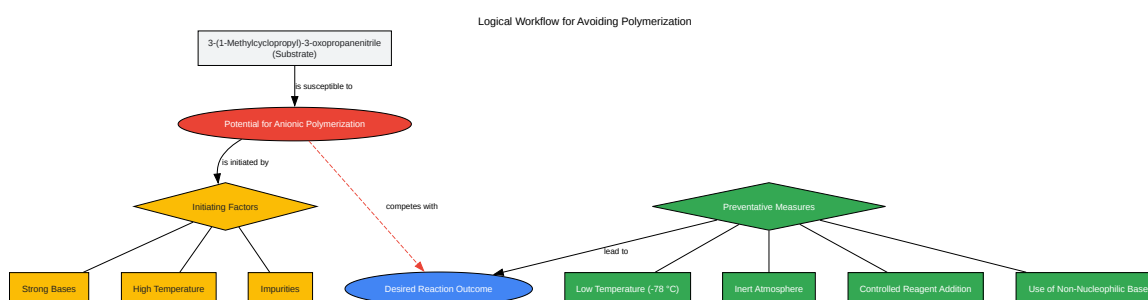 Logical Workflow for Avoiding Polymerization
3-(1-Methylcyclopropyl)-3-oxopropanenitrile
(Substrate)
is susceptible to
Potential for Anionic Polymerization
is initiated by
Initiating Factors
competes with
Preventative Measures
lead to
Strong Bases
High Temperature
Impurities
Desired Reaction Outcome
Low Temperature (-78 °C)
Inert Atmosphere
Controlled Reagent Addition
Use of Non-Nucleophilic Base